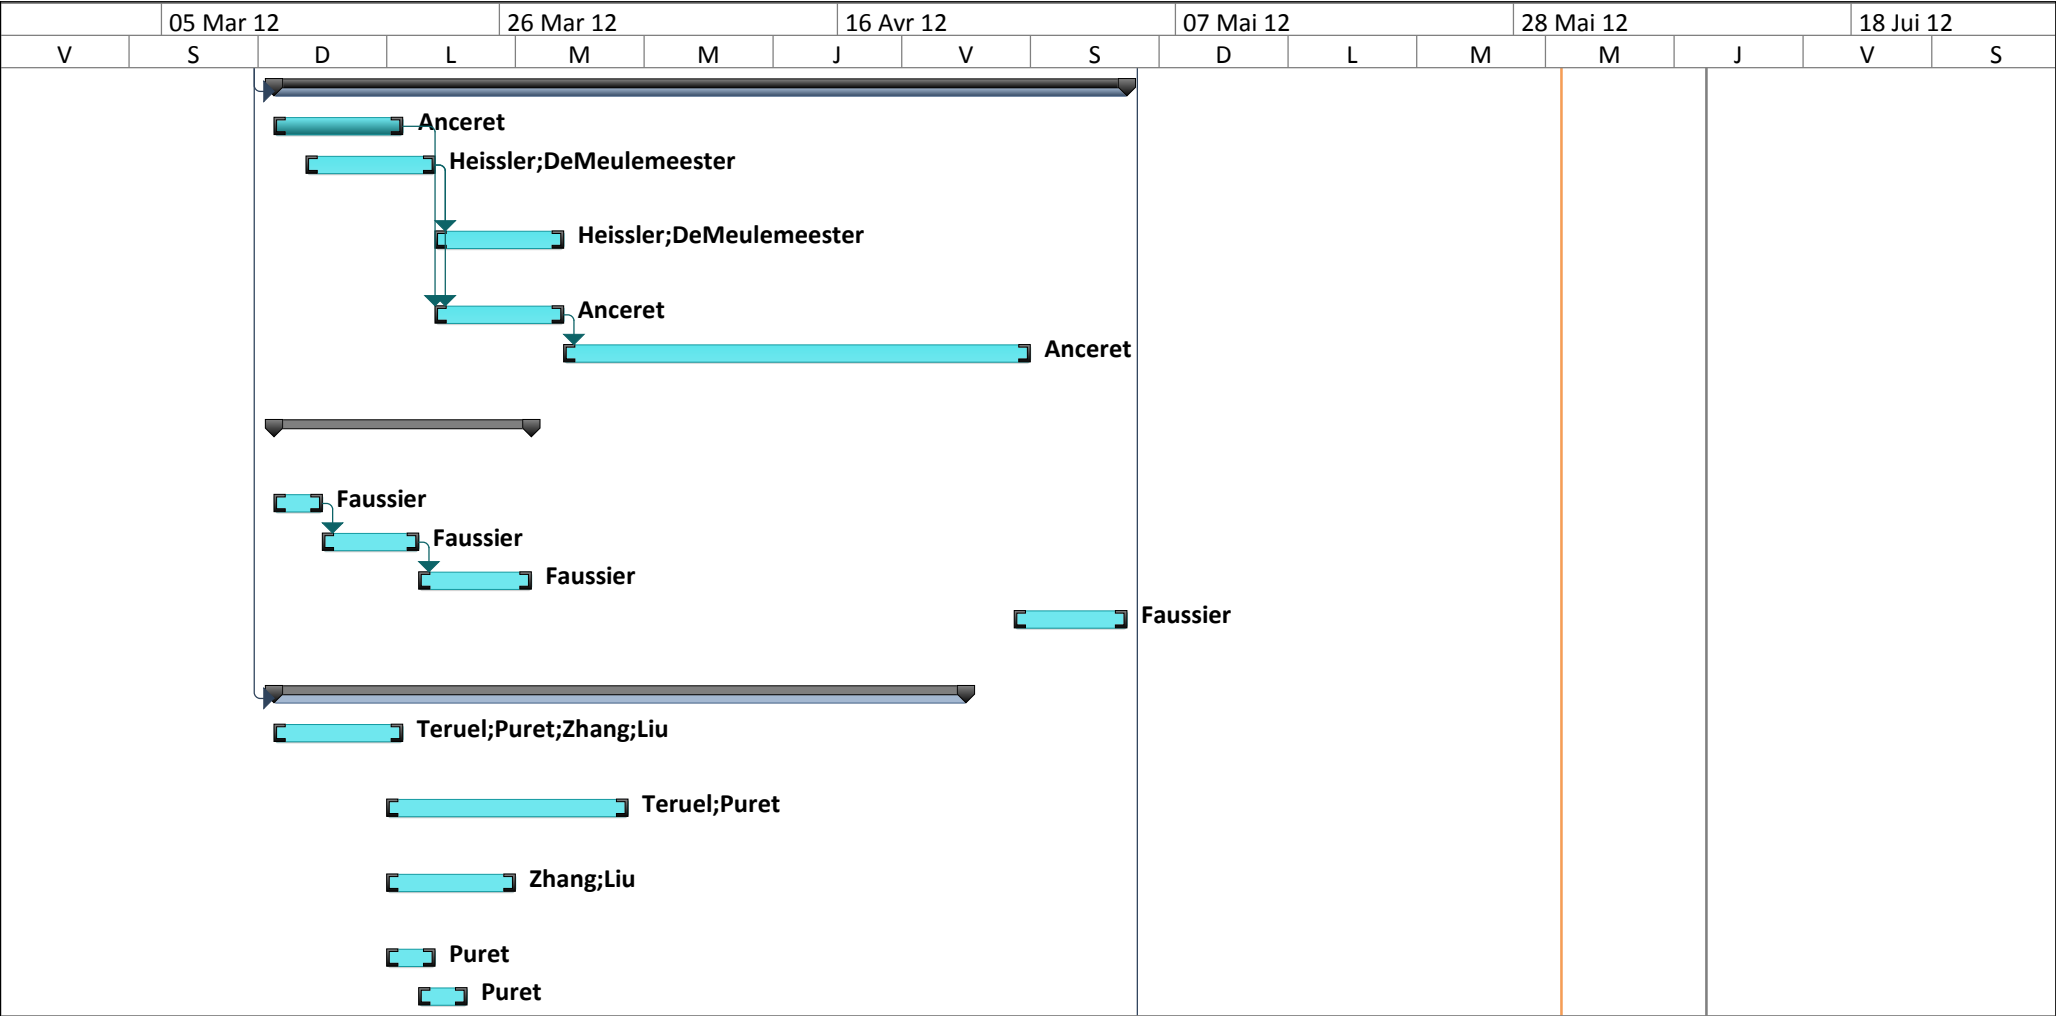 05 Mar 12 26 Mar 12 16 Avr 12 07 Mai 12 28 Mai 12 18 Jui 12
V S D L M M J V S D L M M J V S
Anceret
Heissler;DeMeulemeester
Heissler;DeMeulemeester
Anceret
Anceret
Faussier
Faussier
Faussier
Faussier
Teruel;Puret;Zhang;Liu
Teruel;Puret
Zhang;Liu
Puret
Puret